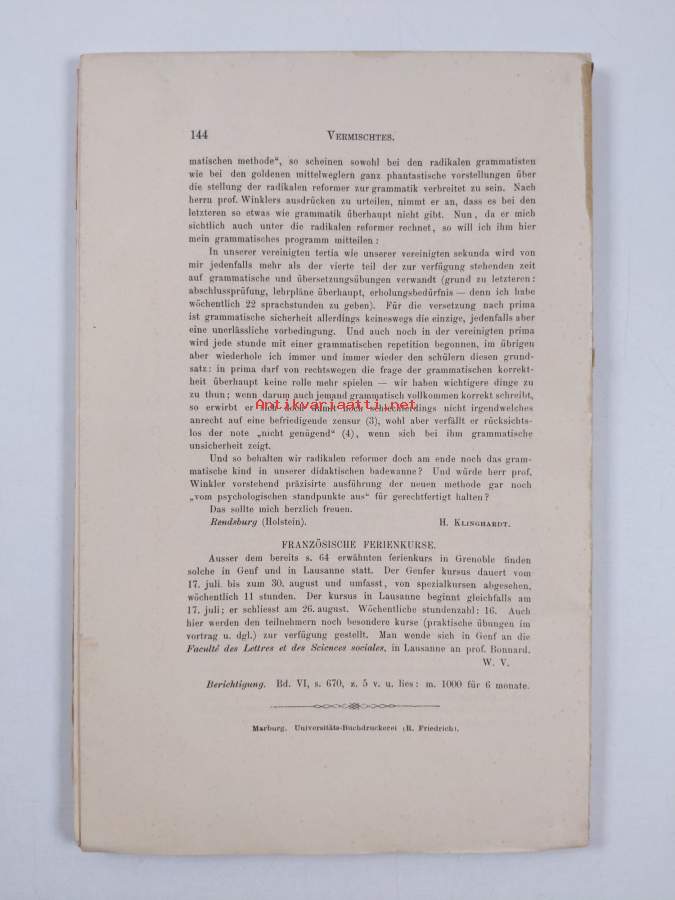 144 VERMISCHTES.
matischen methode“, so scheinen sowohl bei den radikalen grammatisten
wie bei den goldenen mittelweglern ganz phantastische vorstellungen über
die stellung der radikalen reformer zur grammatik verbreitet zu sein. Nach
herrn prof. Winklers ausdrücken zu urteilen, nimmt er an, dass es bei den
letzteren so etwas wie grammatik überhaupt nicht gibt. Nun, da er mich
sichtlich auch unter die radikalen reformer rechnet, so will ich ihm hier
mein grammatisches programm mitteilen:
In unserer vereinigten tertia wie unserer vereinigten sekunda wird von
mir jedenfalls mehr als der vierte teil der zur verfügung stehenden zeit
auf grammatische und übersetzungsübungen verwandt (grund zu letzteren:
abschlussprüfung, lehrpläne überhaupt, erholungsbedürfnis — denn ich habe
wöchentlich 22 sprachstunden zu geben). Für die versetzung nach prima
ist grammatische sicherheit allerdings keineswegs die einzige, jedenfalls aber
eine unerlässliche vorbedingung. Und auch noch in der vereinigten prima
wird jede stunde mit einer grammatischen repetition begonnen, im übrigen
aber wiederhole ich immer und immer wieder den schülern diesen grund-
satz: in prima darf von rechtswegen die frage der grammatischen korrekt-
heit überhaupt keine rolle mehr spielen — wir haben wichtigere dinge zu
zu thun; wenn darum auch jemand grammatisch vollkommen korrekt schreibt,
so erwirbt er sich doch damit noch schlechterdings nicht irgendwelches
Antikvariaatti.net
anrecht auf eine befriedigende zensur (3), wohl aber verfällt er rücksichts-
los der note „nicht genügend“ (4), wenn sich bei ihm grammatische
unsicherheit zeigt.
Und so behalten wir radikalen reformer doch am ende noch das gram-
matische kind in unserer didaktischen badewanne? Und würde herr prof.
Winkler vorstehend präzisirte ausführung der neuen methode gar noch
„vom psychologischen standpunkte aus“ für gerechtfertigt halten?
Das sollte mich herzlich freuen.
Rendsburg (Holstein). H. KLINGHARDT.
FRANZÖSISCHE FERIENKURSE.
Ausser dem bereits s. 64 erwähnten ferienkurs in Grenoble finden
solche in Genf und in Lausanne statt. Der Genfer kursus dauert vom
17. juli bis zum 30. august und umfasst, von spezialkursen abgesehen,
wöchentlich 11 stunden. Der kursus in Lausanne beginnt gleichfalls am
17. juli; er schliesst am 26. august. Wöchentliche stundenzahl: 16. Auch
hier werden den teilnehmern noch besondere kurse (praktische übungen im
vortrag u. dgl.) zur verfügung gestellt. Man wende sich in Genf an die
Faculté des Lettres et des Sciences sociales, in Lausanne an prof. Bonnard.
W. V.
Berichtigung. Bd. VI, s. 670, z. 5 v. u. lies: m. 1000 für 6 monate.
Marburg. Universitäts-Buchdruckerei (R. Friedrich).